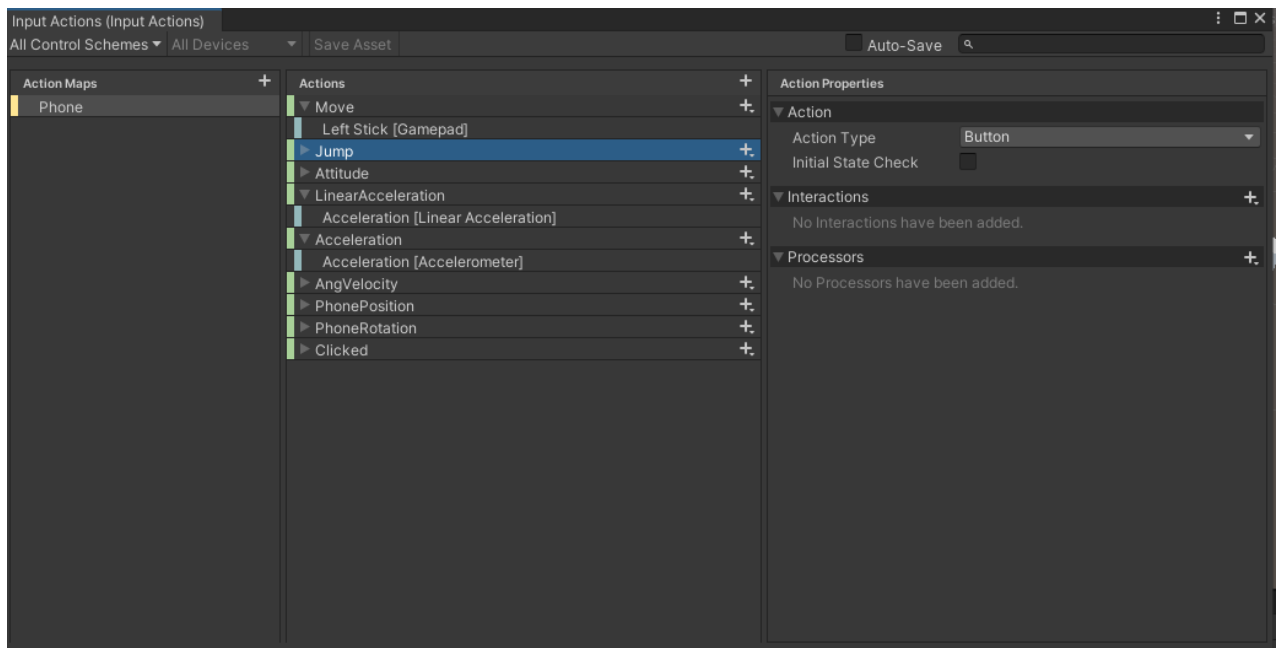 Input Actions (Input Actions)
All Control Schemes All Devices Save Asset Auto-Save
Action Maps
Phone
Actions
Move
Left Stick [Gamepad]
Jump
Attitude
LinearAcceleration
Acceleration [Linear Acceleration]
Acceleration
Acceleration [Accelerometer]
AngVelocity
PhonePosition
PhoneRotation
Clicked
Action Properties
Action
Action Type Button
Initial State Check
Interactions
No Interactions have been added.
Processors
No Processors have been added.